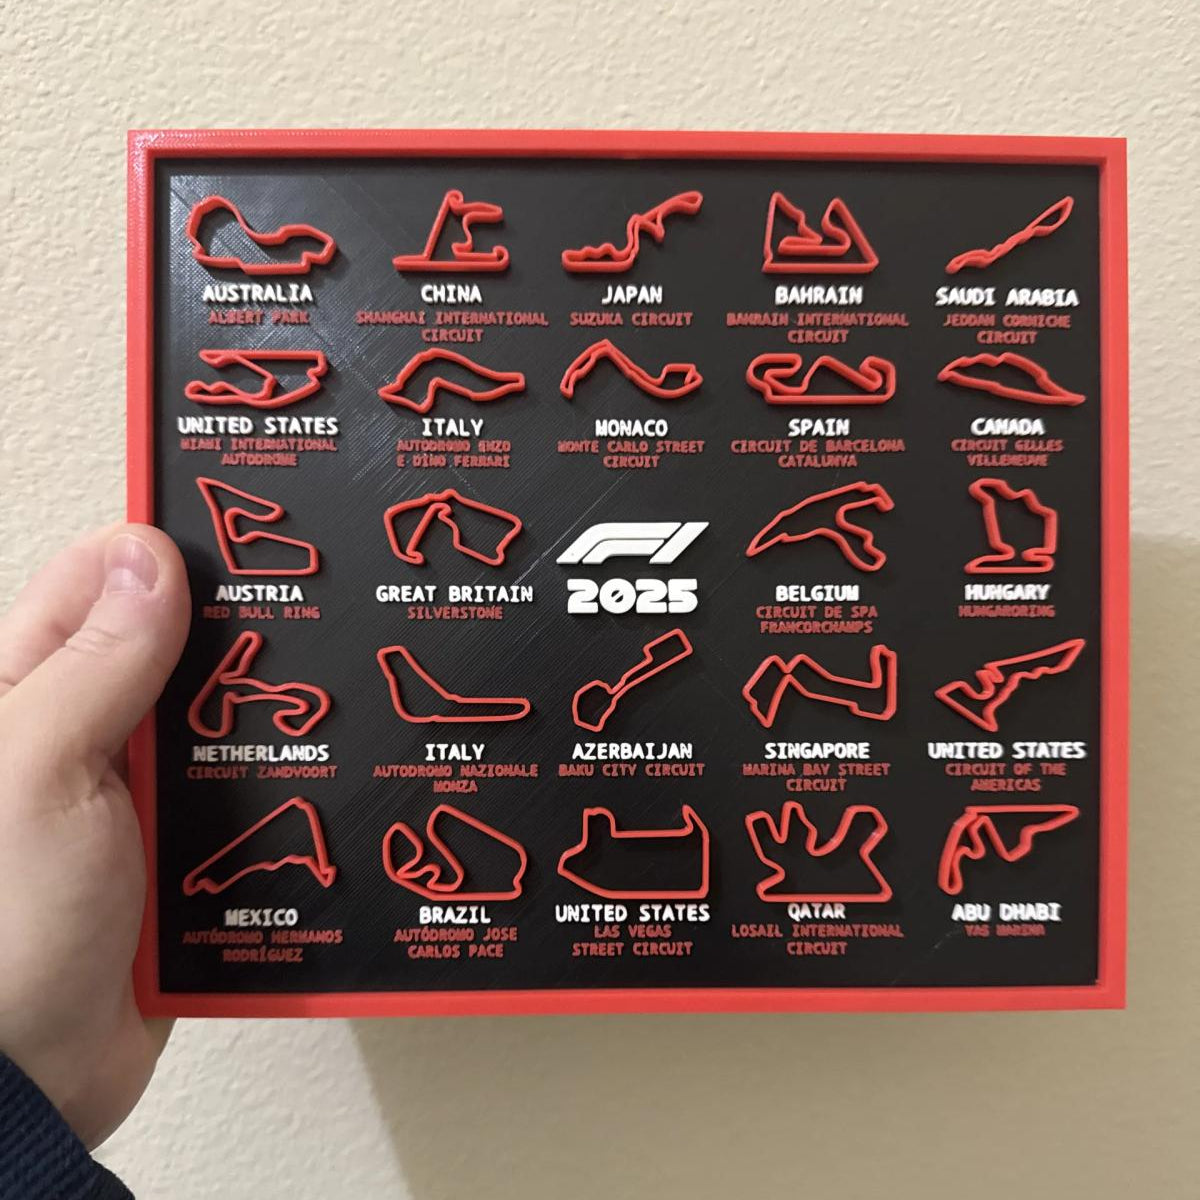 AUSTRALIA
ALBERT PARK
CHINA
SHANGHAI INTERNATIONAL
CIRCUIT
JAPAN
SUZUKA CIRCUIT
BAHRAIN
BAHRAIN INTERNATIONAL
CIRCUIT
SAUDI ARABIA
JEDDAH CORNICHE
CIRCUIT
UNITED STATES
MIAMI INTERNATIONAL
AUTODROME
ITALY
AUTODROMO ENZO
E DINO FERRARI
MONACO
MONTE CARLO STREET
CIRCUIT
SPAIN
CIRCUIT DE BARCELONA
CATALUNYA
CANADA
CIRCUIT GILLES
VILLENEUVE
AUSTRIA
RED BULL RING
GREAT BRITAIN
SILVERSTONE
F1
2025
BELGIUM
CIRCUIT DE SPA
FRANCORCHAMPS
HUNGARY
HUNGARORING
NETHERLANDS
CIRCUIT ZANDVOORT
ITALY
AUTODROMO NAZIONALE
MONZA
AZERBAIJAN
BAKU CITY CIRCUIT
SINGAPORE
MARINA BAY STREET
CIRCUIT
UNITED STATES
CIRCUIT OF THE
AMERICAS
MEXICO
AUTÓDROMO HERMANOS
RODRÍGUEZ
BRAZIL
AUTÓDROMO JOSE
CARLOS PACE
UNITED STATES
LAS VEGAS
STREET CIRCUIT
QATAR
LOSAIL INTERNATIONAL
CIRCUIT
ABU DHABI
YAS MARINA